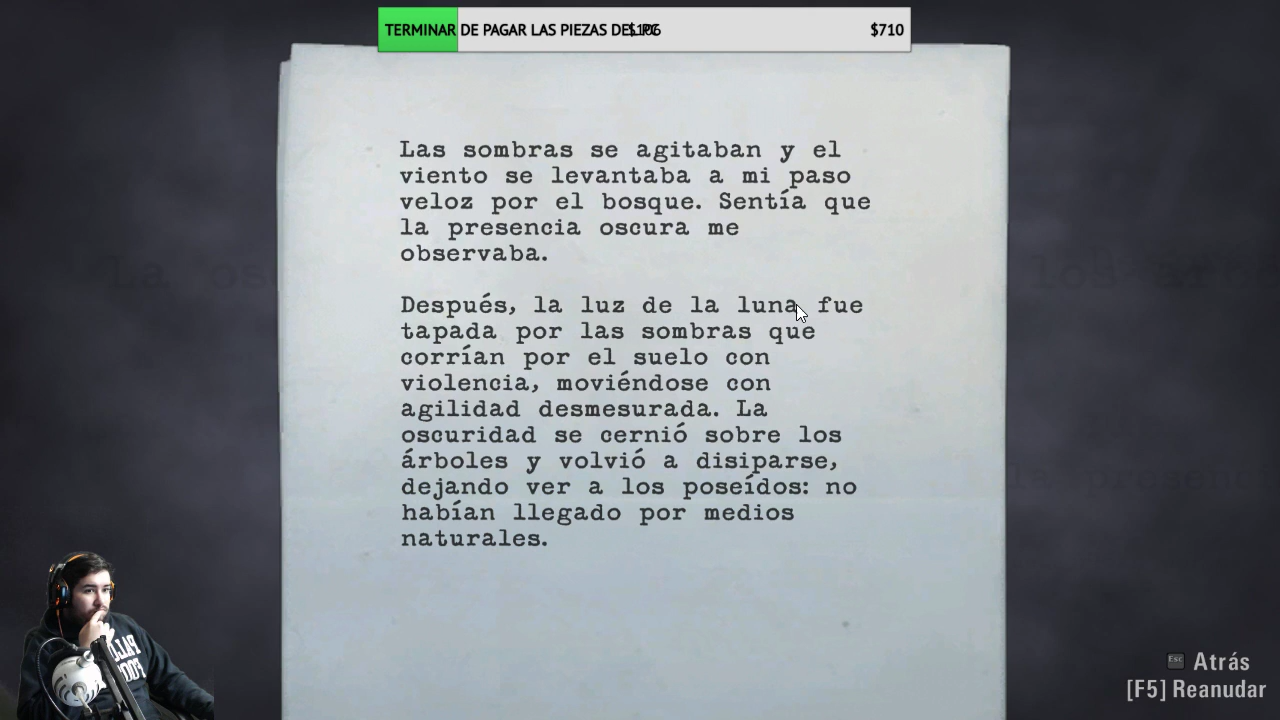 TERMINAR DE PAGAR LAS PIEZAS DEL PC $106 $710
Las sombras se agitaban y el
viento se levantaba a mi paso
veloz por el bosque. Sentía que
la presencia oscura me
observaba.
Después, la luz de la luna fue
tapada por las sombras que
corrían por el suelo con
violencia, moviéndose con
agilidad desmesurada. La
oscuridad se cernió sobre los
árboles y volvió a disiparse,
dejando ver a los poseídos: no
habían llegado por medios
naturales.
Esc Atrás
[F5] Reanudar